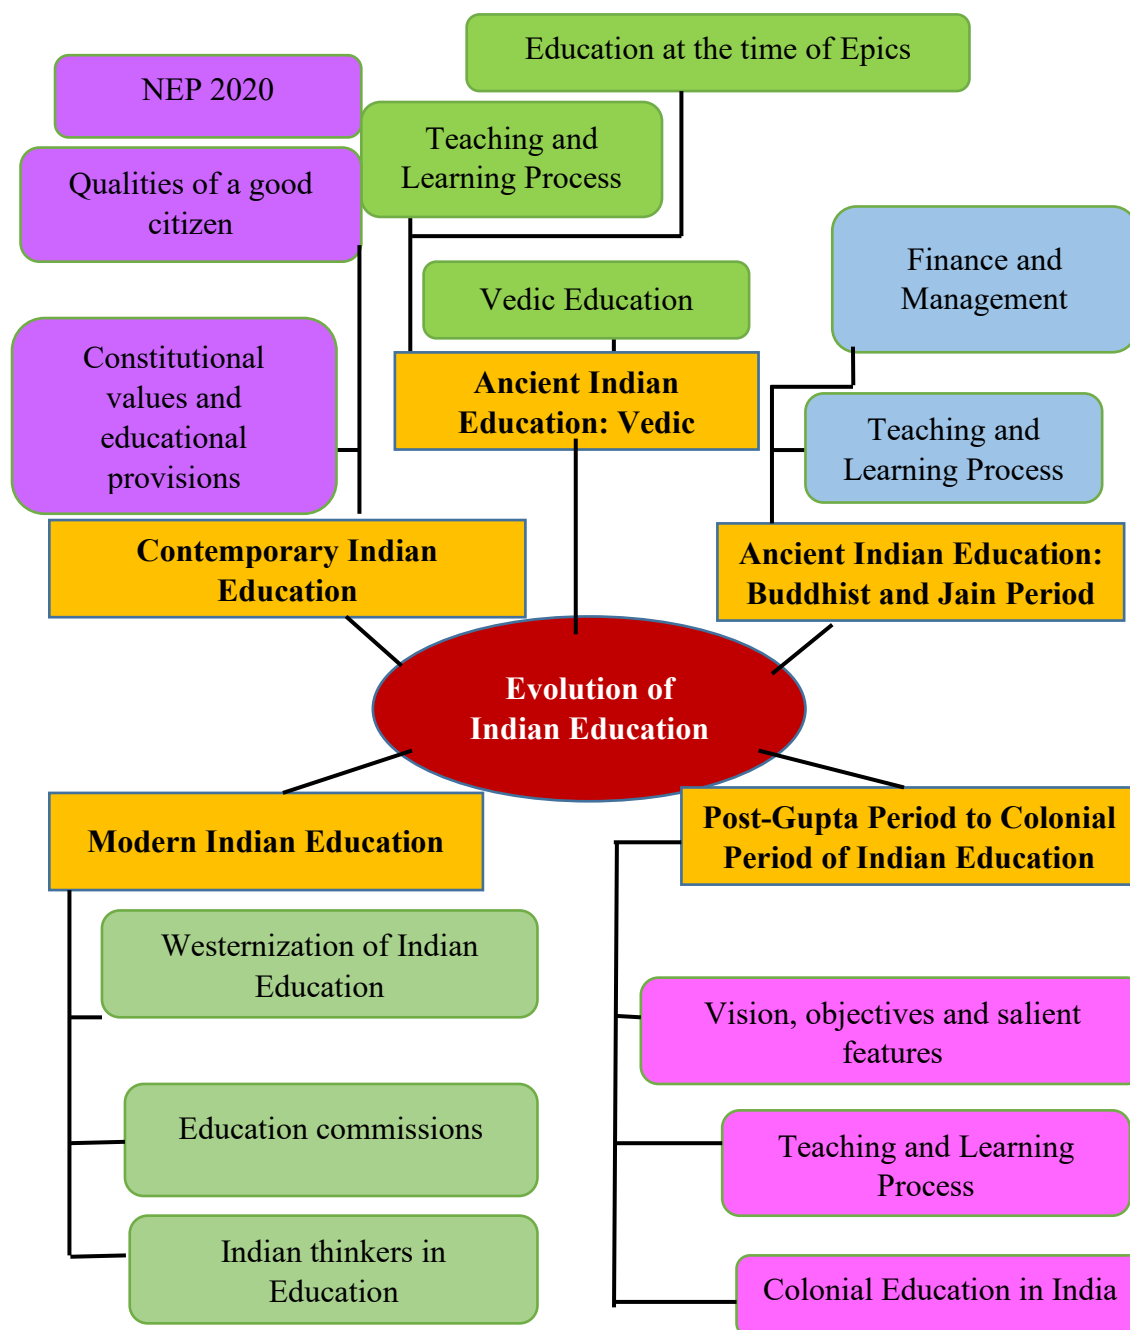 Education at the time of Epics
NEP 2020
Teaching and
Learning Process
Qualities of a good
citizen
Finance and
Management
Vedic Education
Constitutional
values and
educational
provisions
Ancient Indian
Education: Vedic
Teaching and
Learning Process
Contemporary Indian
Education
Ancient Indian Education:
Buddhist and Jain Period
Evolution of
Indian Education
Modern Indian Education
Post-Gupta Period to Colonial
Period of Indian Education
Westernization of Indian
Education
Vision, objectives and salient
features
Education commissions
Teaching and Learning
Process
Indian thinkers in
Education
Colonial Education in India